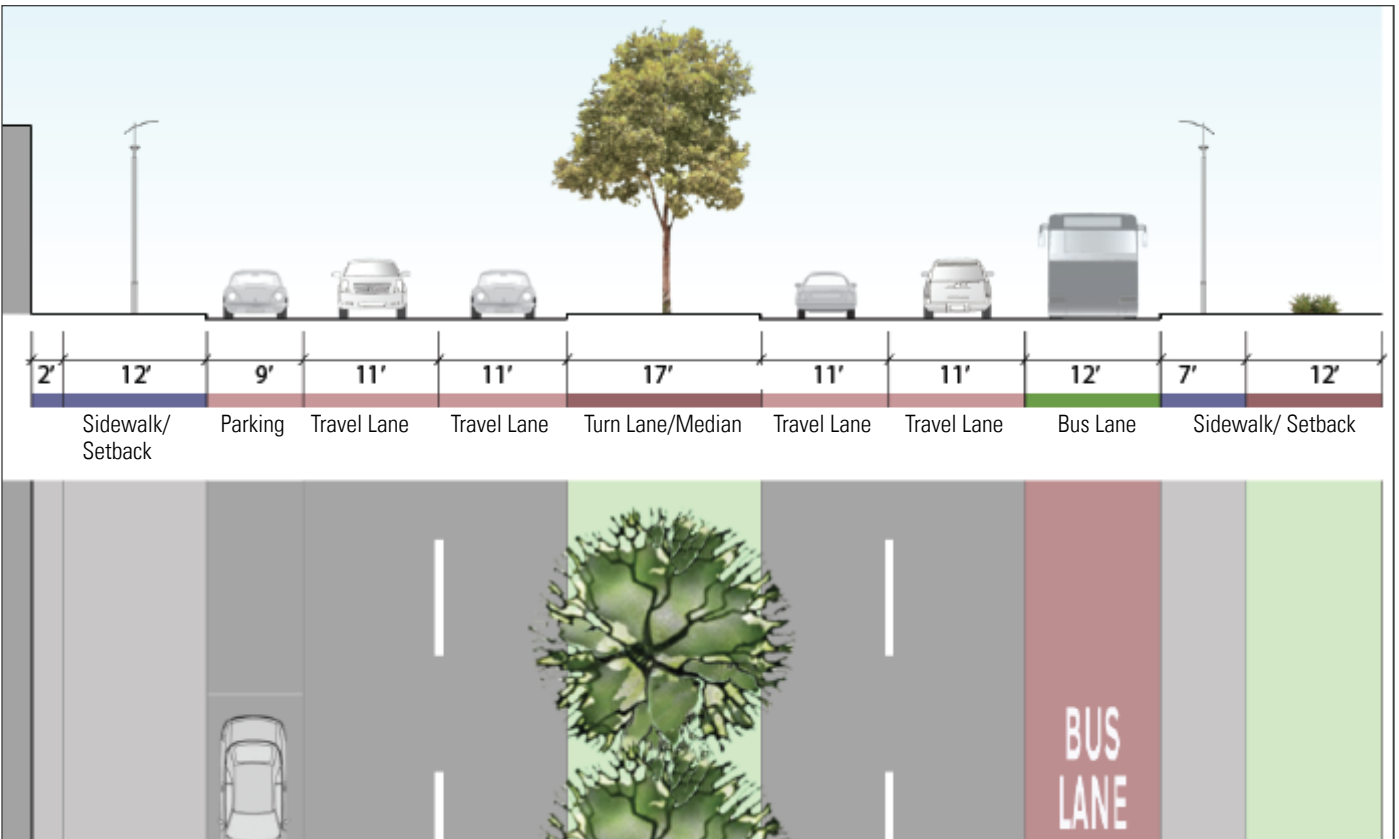 2′ 12′ 9′ 11′ 11′ 17′ 11′ 11′ 12′ 7′ 12′
Sidewalk/ Parking Travel Lane Travel Lane Turn Lane/Median Travel Lane Travel Lane Bus Lane Sidewalk/ Setback
Setback
BUS
LANE